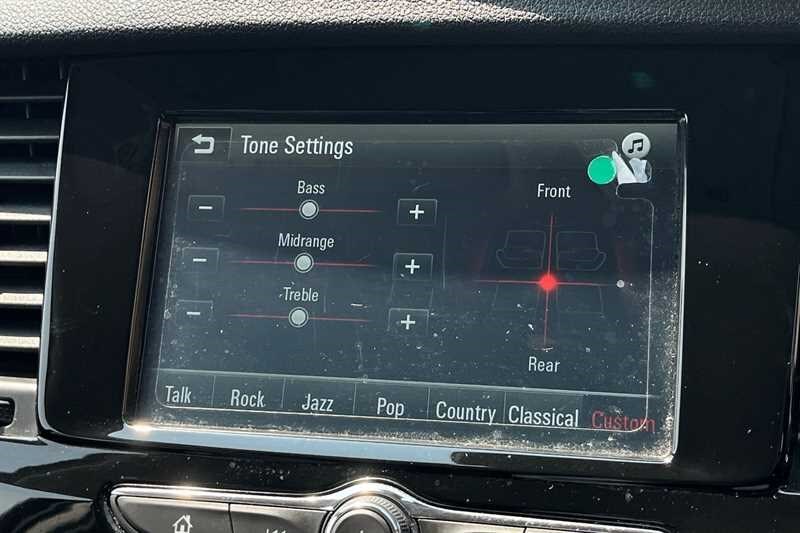 Tone Settings
Bass
Front
Midrange
Treble
Rear
Talk Rock Jazz Pop Country Classical Custom